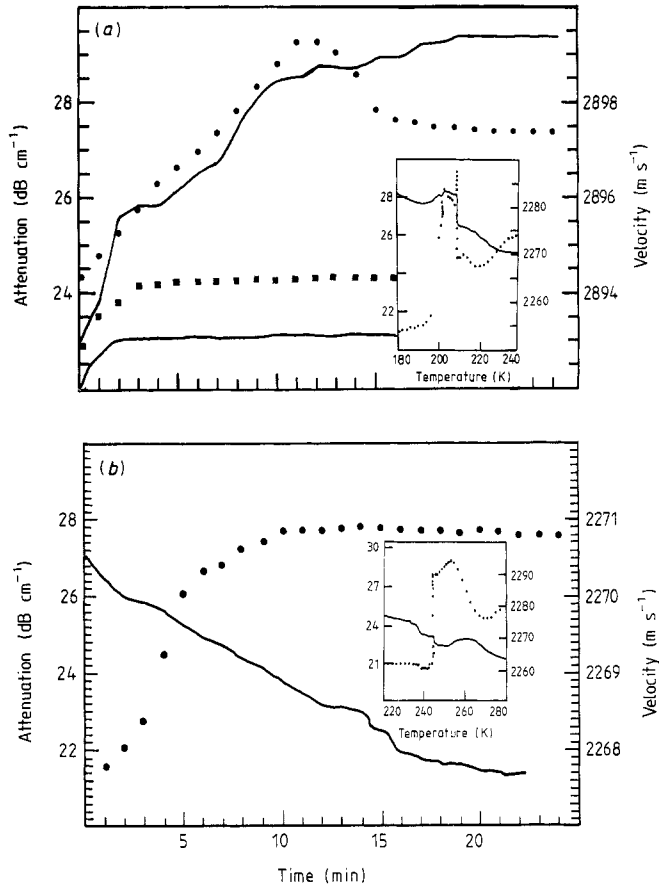 (a)
Attenuation (dB cm⁻¹)
28
26
24
22
2898
2896
2894
Velocity (m s⁻¹)
28
26
24
22
2280
2270
2260
180 200 220 240
Temperature (K)
(b)
Attenuation (dB cm⁻¹)
28
26
24
22
2271
2270
2269
2268
Velocity (m s⁻¹)
30
27
24
21
2290
2280
2270
2260
220 240 260 280
Temperature (K)
5 10 15 20
Time (min)